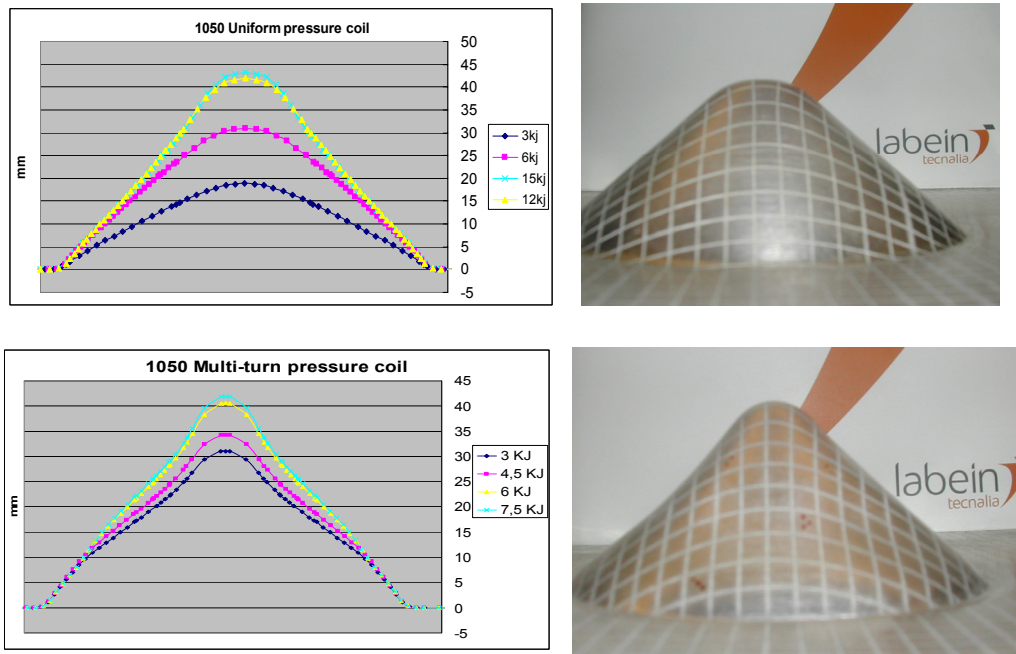 1050 Uniform pressure coil
50
45
40
35
30
25
20
15
10
5
0
-5
mm
3kj
6kj
15kj
12kj
labein
tecnalia
1050 Multi-turn pressure coil
45
40
35
30
25
20
15
10
5
0
-5
mm
3 KJ
4,5 KJ
6 KJ
7,5 KJ
labein
tecnalia